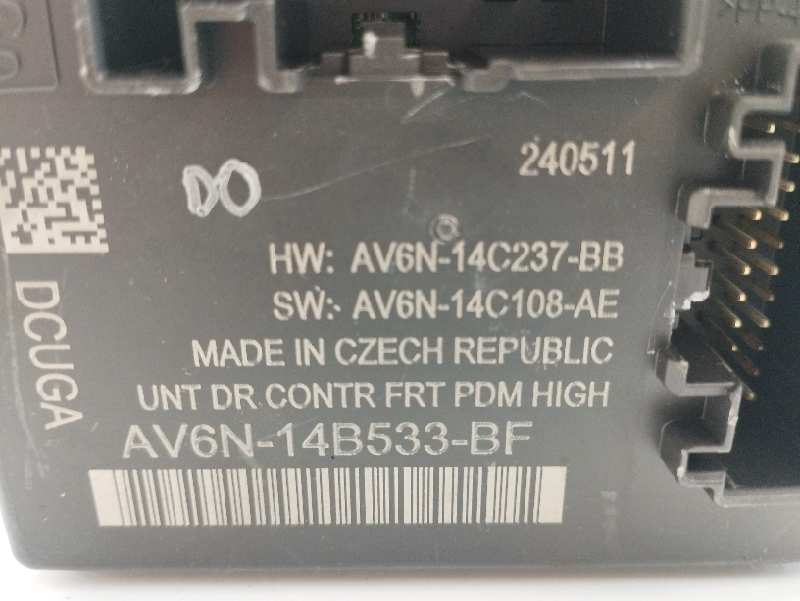 DO
240511
HW: AV6N-14C237-BB
SW: AV6N-14C108-AE
MADE IN CZECH REPUBLIC
UNT DR CONTR FRT PDM HIGH
AV6N-14B533-BF
DCUGA